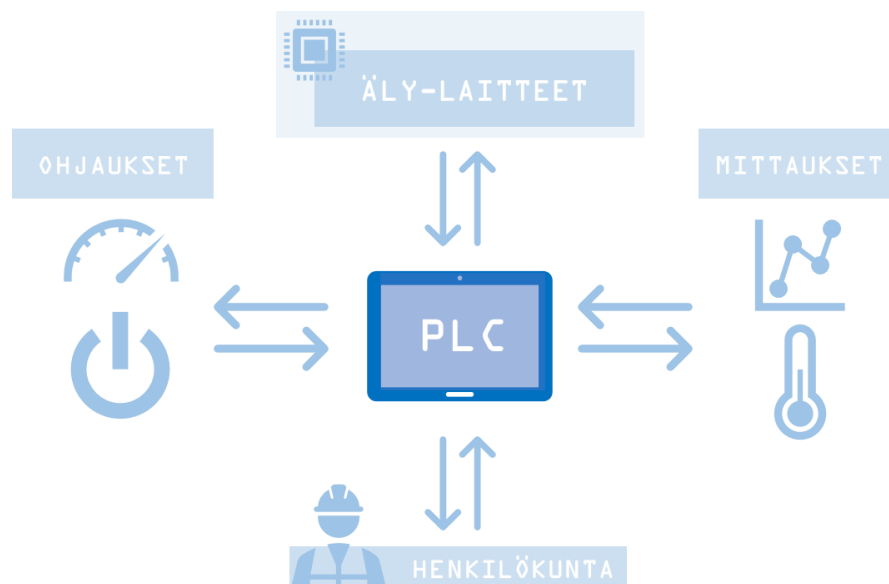 ÄLY-LAITTEET
OHJAUKSET
MITTAUKSET
PLC
HENKILÖKUNTA